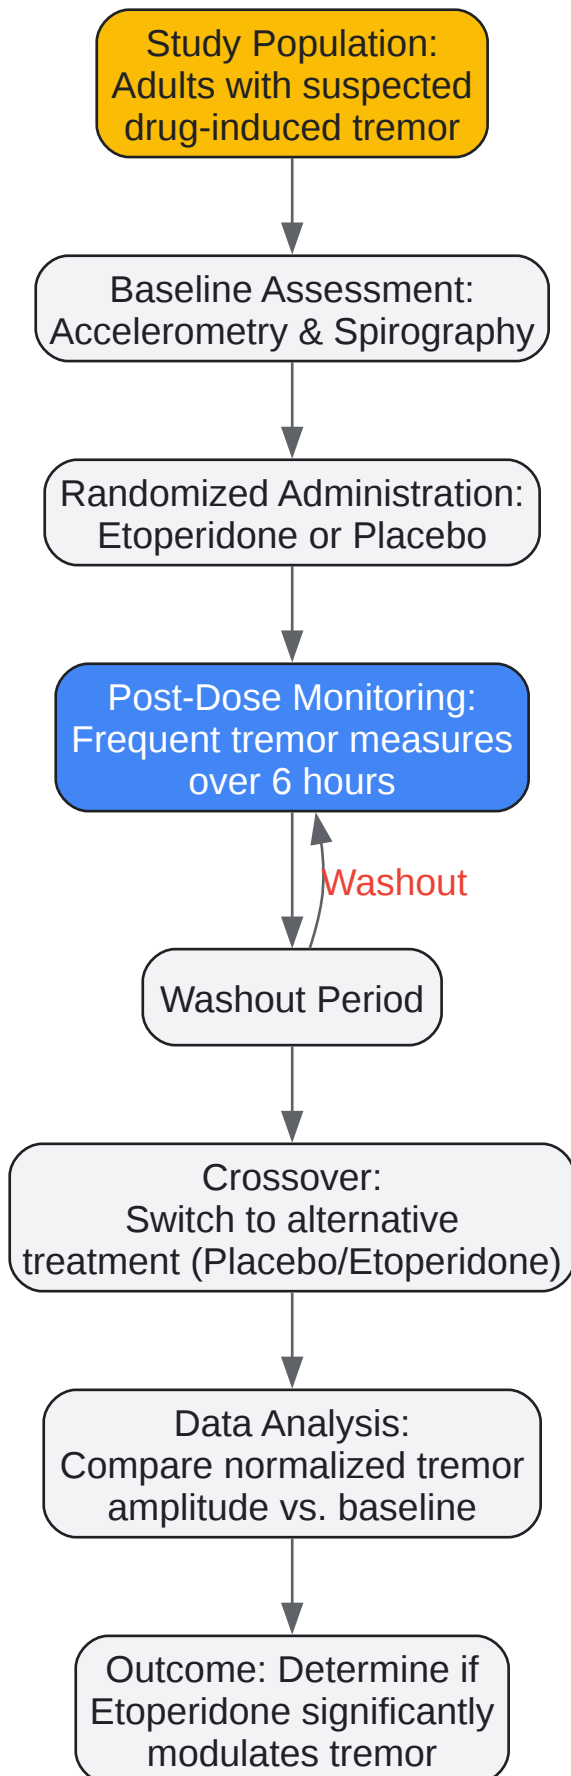 Study Population:
Adults with suspected
drug-induced tremor
Baseline Assessment:
Accelerometry & Spirography
Randomized Administration:
Etoperidone or Placebo
Post-Dose Monitoring:
Frequent tremor measures
over 6 hours
Washout
Washout Period
Crossover:
Switch to alternative
treatment (Placebo/Etoperidone)
Data Analysis:
Compare normalized tremor
amplitude vs. baseline
Outcome: Determine if
Etoperidone significantly
modulates tremor